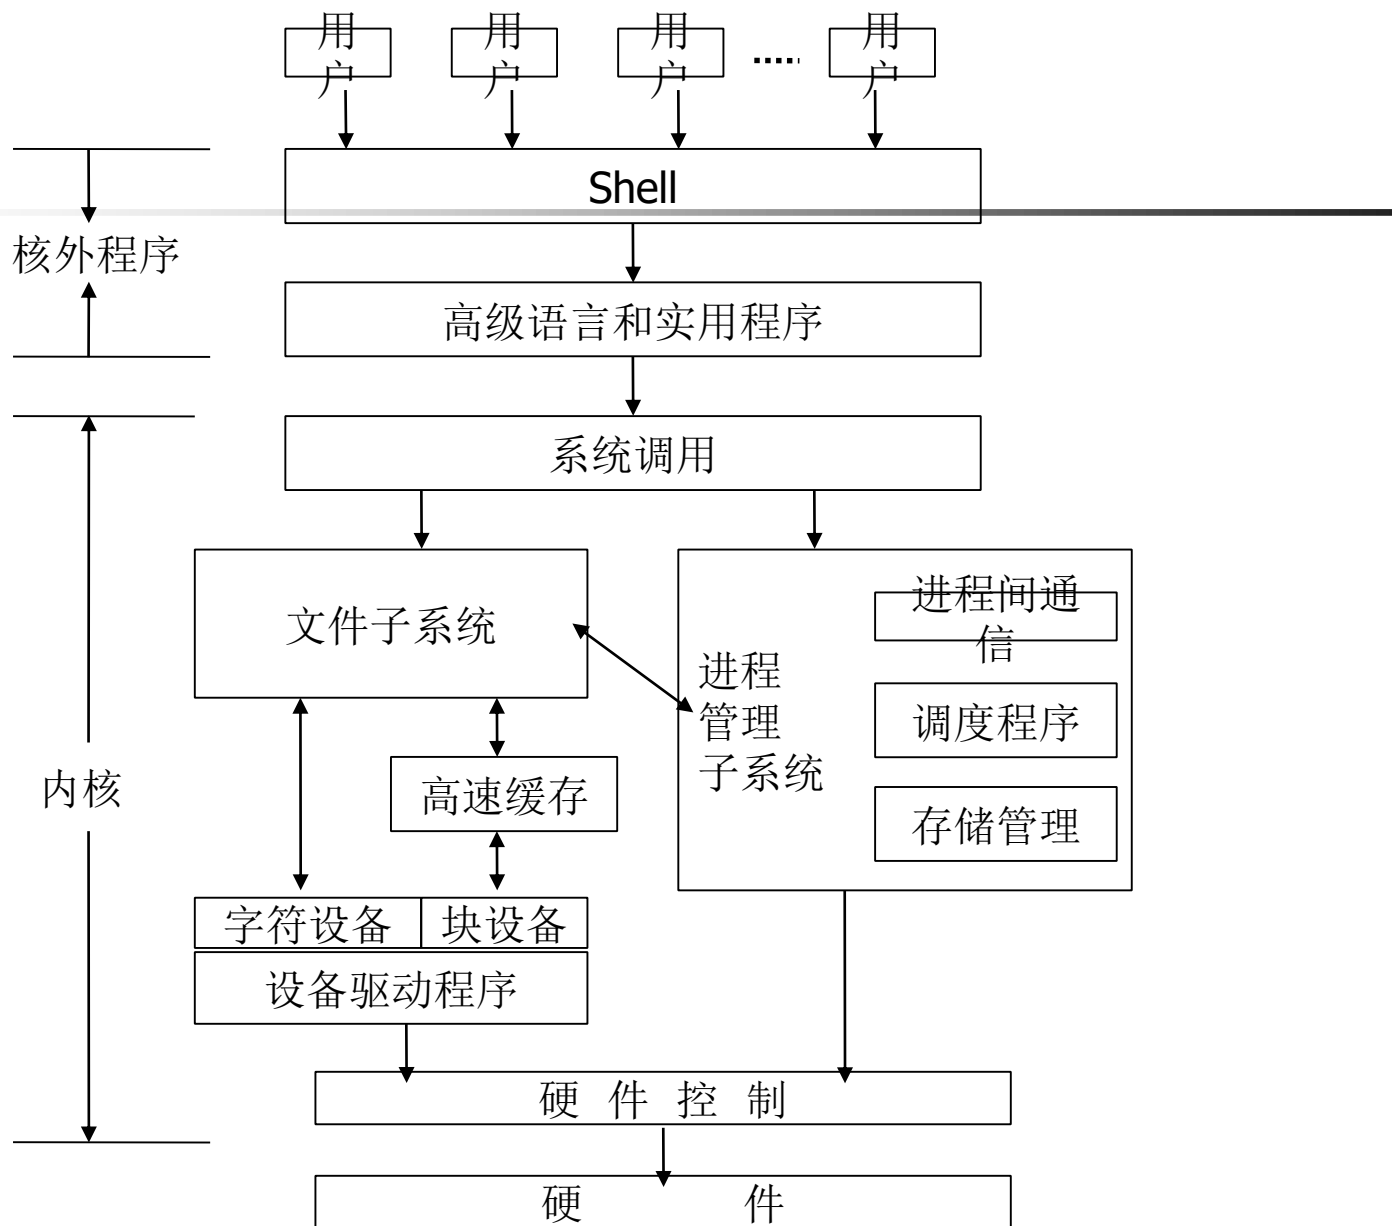 用
户
用
户
用
户
.....
用
户
Shell
核外程序
高级语言和实用程序
系统调用
文件子系统
进程间通
信
进程
管理
子系统
调度程序
内核
高速缓存
存储管理
字符设备
块设备
设备驱动程序
硬 件 控 制
硬 件